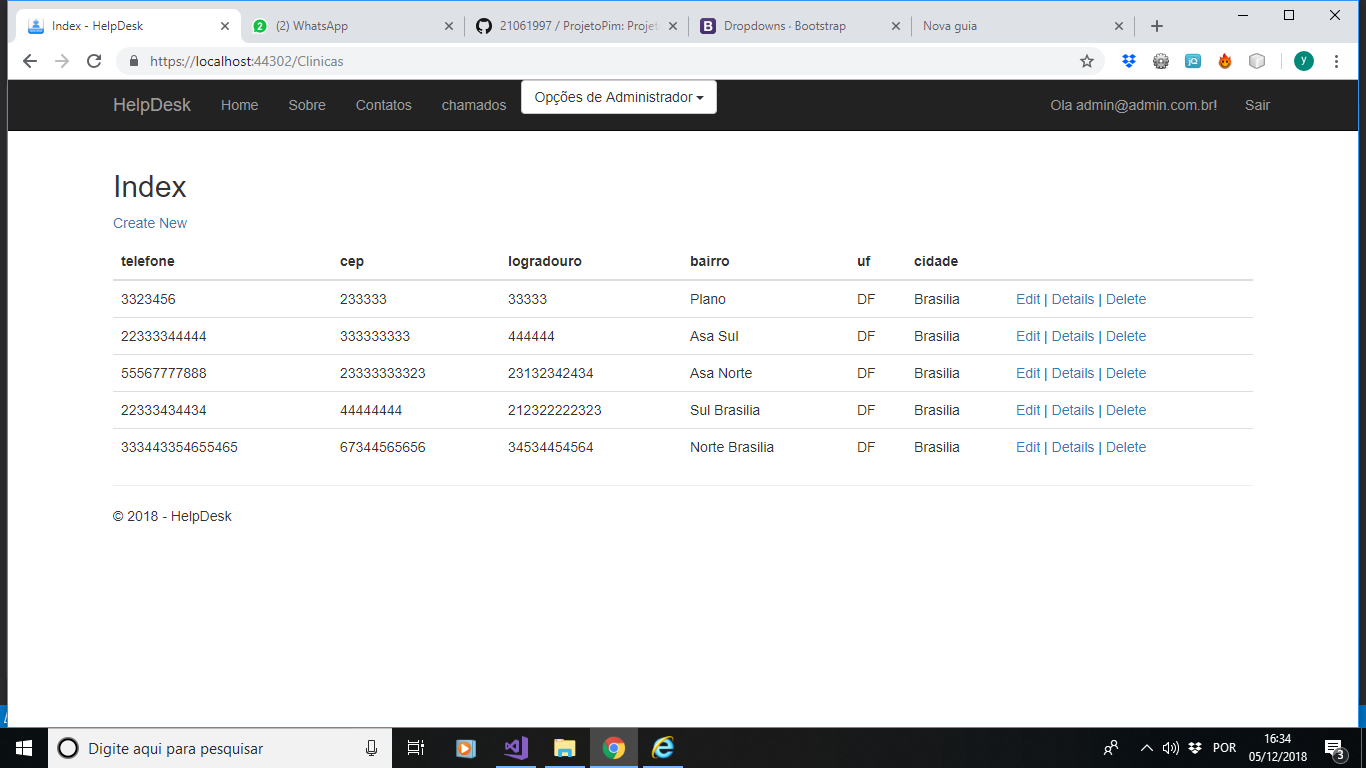 Index - HelpDesk
(2) WhatsApp
21061997 / ProjetoPim: Projet
Dropdowns · Bootstrap
Nova guia
https://localhost:44302/Clinicas
HelpDesk Home Sobre Contatos chamados Opções de Administrador Ola admin@admin.com.br! Sair
Index
Create New
telefone cep logradouro bairro uf cidade
3323456 233333 33333 Plano DF Brasilia Edit | Details | Delete
22333344444 333333333 444444 Asa Sul DF Brasilia Edit | Details | Delete
55567777888 23333333323 23132342434 Asa Norte DF Brasilia Edit | Details | Delete
22333434434 44444444 212322222323 Sul Brasilia DF Brasilia Edit | Details | Delete
333443354655465 67344565656 34534454564 Norte Brasilia DF Brasilia Edit | Details | Delete
© 2018 - HelpDesk
Digite aqui para pesquisar
POR
16:34
05/12/2018
3